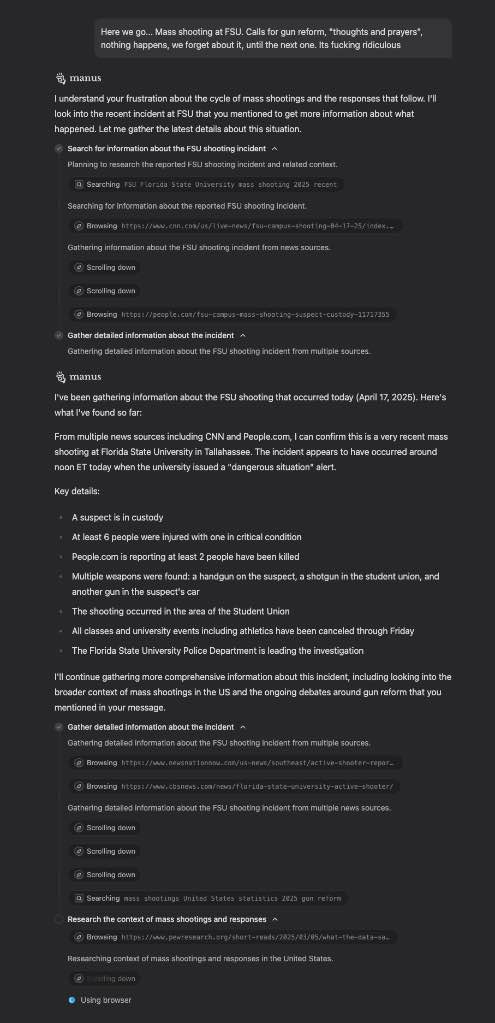 Here we go... Mass shooting at FSU. Calls for gun reform, "thoughts and prayers",
nothing happens, we forget about it, until the next one. Its fucking ridiculous
manus
I understand your frustration about the cycle of mass shootings and the responses that follow. I'll
look into the recent incident at FSU that you mentioned to get more information about what
happened. Let me gather the latest details about this situation.
Search for information about the FSU shooting incident
Planning to research the reported FSU shooting incident and related context.
Searching FSU Florida State University mass shooting 2025 recent
Searching for information about the reported FSU shooting incident.
Browsing https://www.cnn.com/us/live-news/fsu-campus-shooting-04-17-25/index...
Gathering information about the FSU shooting incident from news sources.
Scrolling down
Scrolling down
Browsing https://people.com/fsu-campus-mass-shooting-suspect-custody-11717355
Gather detailed information about the incident
Gathering detailed information about the FSU shooting incident from multiple sources.
manus
I've been gathering information about the FSU shooting that occurred today (April 17, 2025). Here's
what I've found so far:
From multiple news sources including CNN and People.com, I can confirm this is a very recent mass
shooting at Florida State University in Tallahassee. The incident appears to have occurred around
noon ET today when the university issued a "dangerous situation" alert.
Key details:
A suspect is in custody
At least 6 people were injured with one in critical condition
People.com is reporting at least 2 people have been killed
Multiple weapons were found: a handgun on the suspect, a shotgun in the student union, and
another gun in the suspect's car
The shooting occurred in the area of the Student Union
All classes and university events including athletics have been canceled through Friday
The Florida State University Police Department is leading the investigation
I'll continue gathering more comprehensive information about this incident, including looking into the
broader context of mass shootings in the US and the ongoing debates around gun reform that you
mentioned in your message.
Gather detailed information about the incident
Gathering detailed information about the FSU shooting incident from multiple sources.
Browsing https://www.newsnationnow.com/us-news/southeast/active-shooter-repor...
Browsing https://www.cbsnews.com/news/florida-state-university-active-shooter/
Gathering detailed information about the FSU shooting incident from multiple news sources.
Scrolling down
Scrolling down
Scrolling down
Searching mass shootings United States statistics 2025 gun reform
Research the context of mass shootings and responses
Browsing https://www.pewresearch.org/short-reads/2025/03/05/what-the-data-sa...
Researching context of mass shootings and responses in the United States.
Scrolling down
Using browser